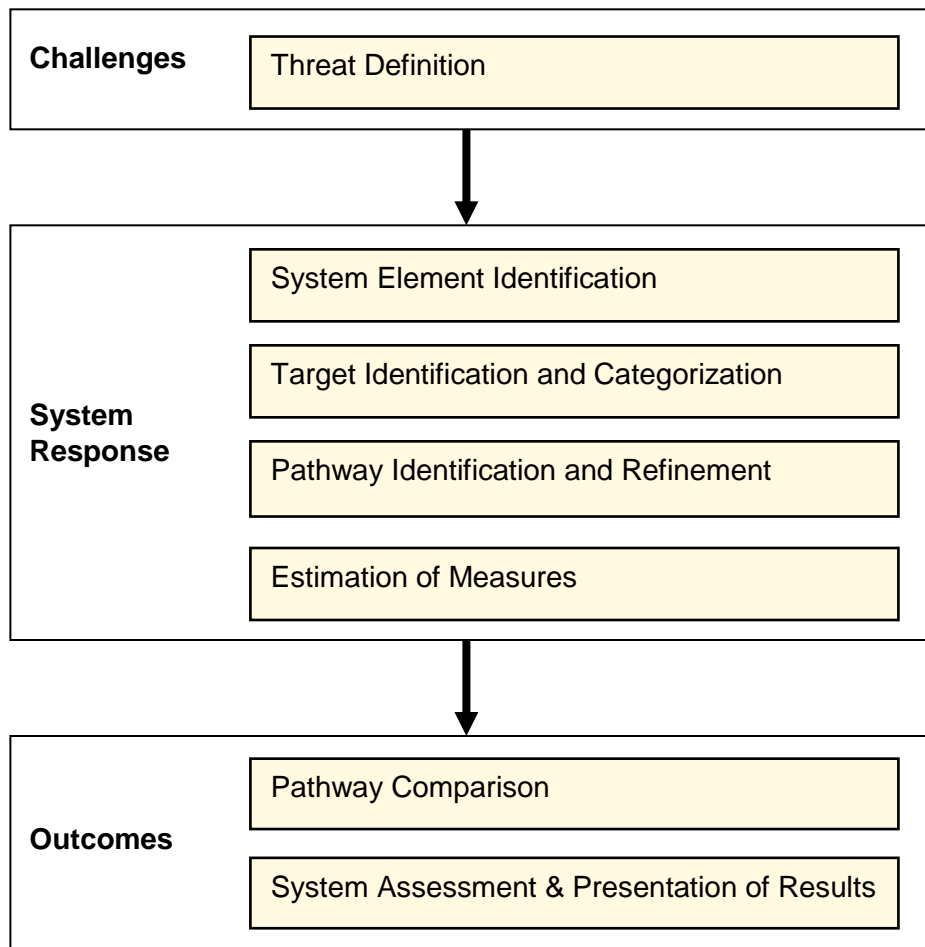 Challenges
Threat Definition
System Element Identification
Target Identification and Categorization
System
Response
Pathway Identification and Refinement
Estimation of Measures
Pathway Comparison
Outcomes
System Assessment & Presentation of Results